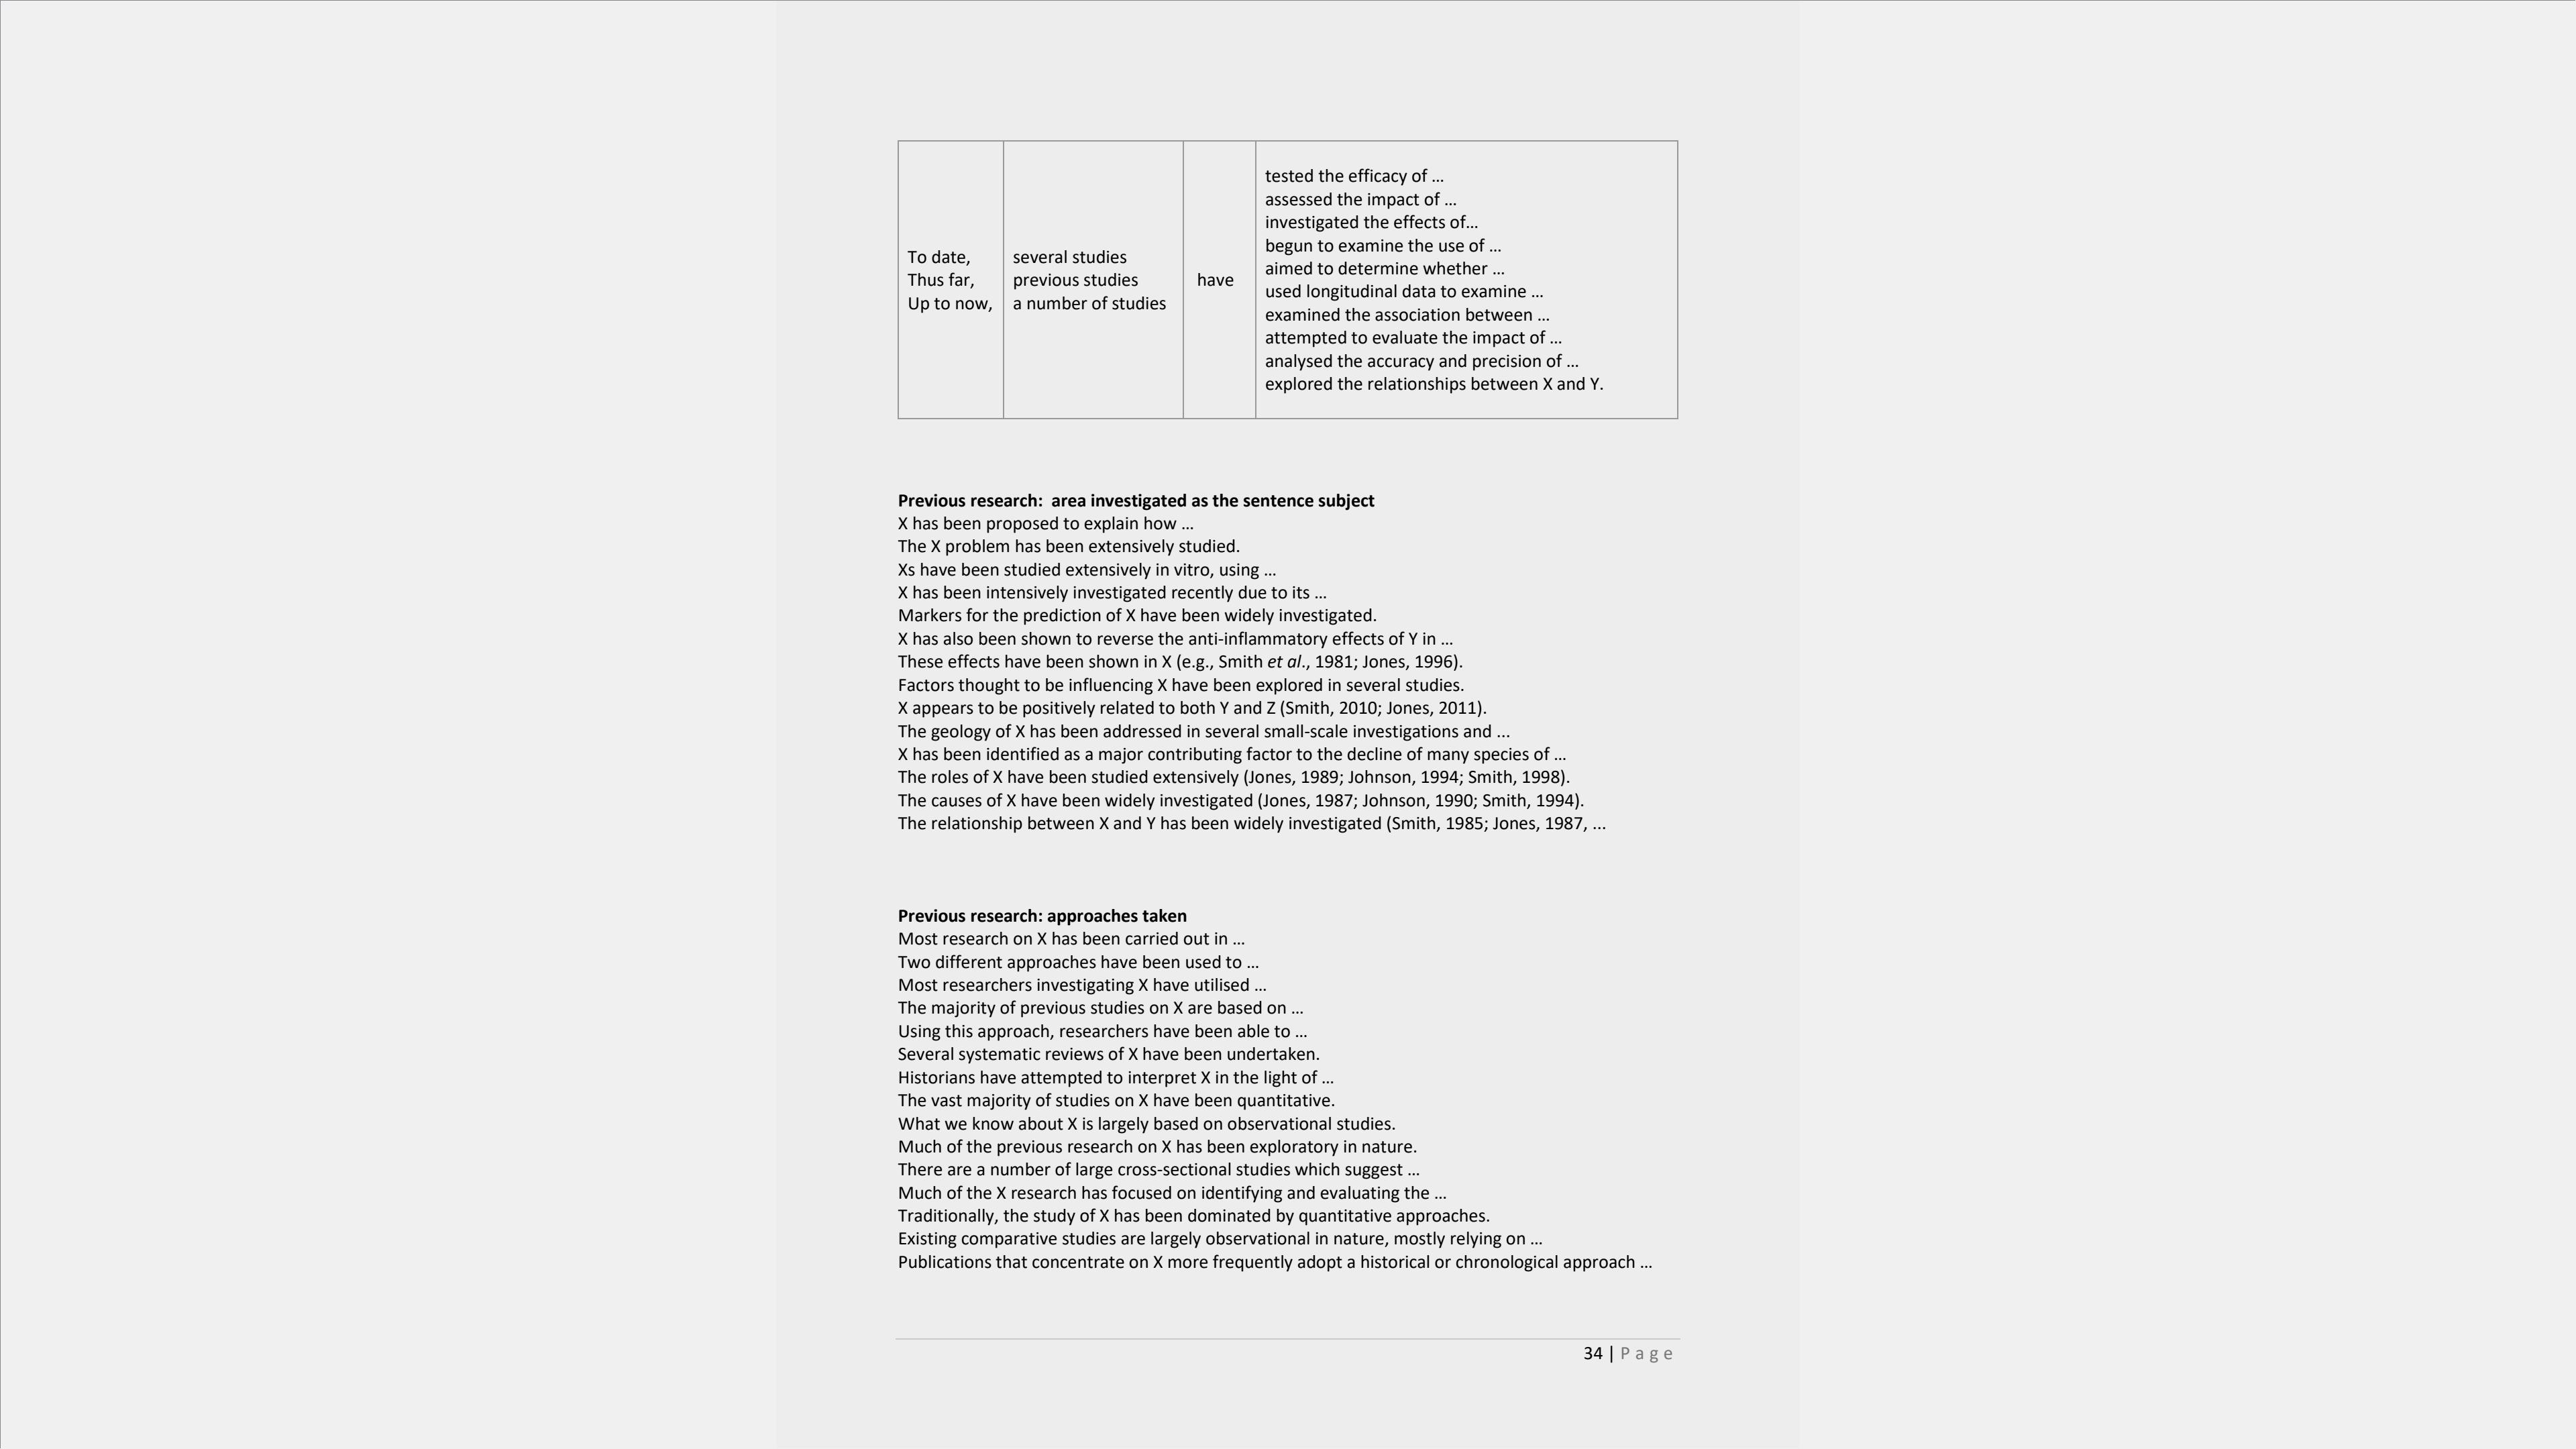 To date,
Thus far,
Up to now,
several studies
previous studies
a number of studies
have
tested the efficacy of …
assessed the impact of …
investigated the effects of…
begun to examine the use of …
aimed to determine whether …
used longitudinal data to examine …
examined the association between …
attempted to evaluate the impact of …
analysed the accuracy and precision of …
explored the relationships between X and Y.
Previous research:  area investigated as the sentence subject
X has been proposed to explain how …
The X problem has been extensively studied.
Xs have been studied extensively in vitro, using …
X has been intensively investigated recently due to its …
Markers for the prediction of X have been widely investigated.
X has also been shown to reverse the anti-inflammatory effects of Y in …
These effects have been shown in X (e.g., Smith et al., 1981; Jones, 1996).
Factors thought to be influencing X have been explored in several studies.
X appears to be positively related to both Y and Z (Smith, 2010; Jones, 2011).
The geology of X has been addressed in several small-scale investigations and ...
X has been identified as a major contributing factor to the decline of many species of …
The roles of X have been studied extensively (Jones, 1989; Johnson, 1994; Smith, 1998).
The causes of X have been widely investigated (Jones, 1987; Johnson, 1990; Smith, 1994).
The relationship between X and Y has been widely investigated (Smith, 1985; Jones, 1987, ...
Previous research: approaches taken
Most research on X has been carried out in …
Two different approaches have been used to …
Most researchers investigating X have utilised …
The majority of previous studies on X are based on …
Using this approach, researchers have been able to …
Several systematic reviews of X have been undertaken.
Historians have attempted to interpret X in the light of …
The vast majority of studies on X have been quantitative.
What we know about X is largely based on observational studies.
Much of the previous research on X has been exploratory in nature.
There are a number of large cross-sectional studies which suggest …
Much of the X research has focused on identifying and evaluating the …
Traditionally, the study of X has been dominated by quantitative approaches.
Existing comparative studies are largely observational in nature, mostly relying on …
Publications that concentrate on X more frequently adopt a historical or chronological approach …
34 | Page